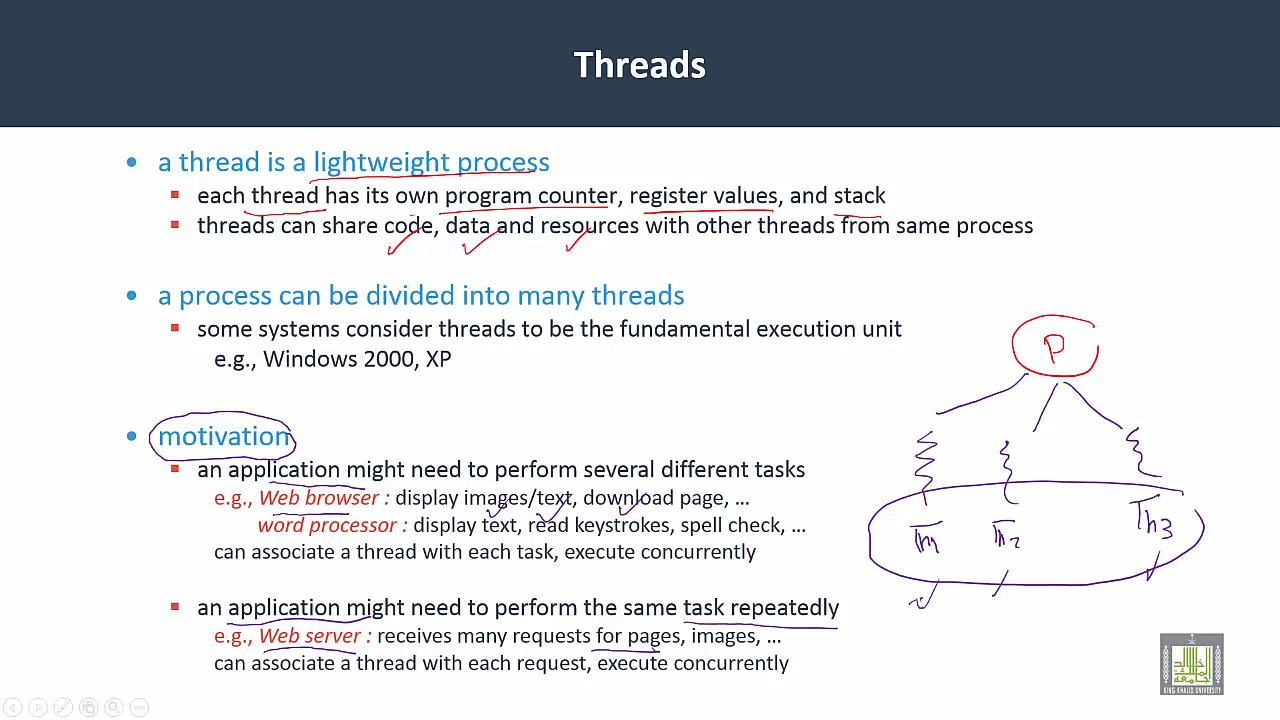 Threads
• a thread is a lightweight process
▪ each thread has its own program counter, register values, and stack
▪ threads can share code, data and resources with other threads from same process
• a process can be divided into many threads
▪ some systems consider threads to be the fundamental execution unit
e.g., Windows 2000, XP
• motivation
▪ an application might need to perform several different tasks
e.g., Web browser : display images/text, download page, …
word processor : display text, read keystrokes, spell check, …
can associate a thread with each task, execute concurrently
▪ an application might need to perform the same task repeatedly
e.g., Web server : receives many requests for pages, images, …
can associate a thread with each request, execute concurrently
P
Th1 Th2 Th3
KING KHALID UNIVERSITY